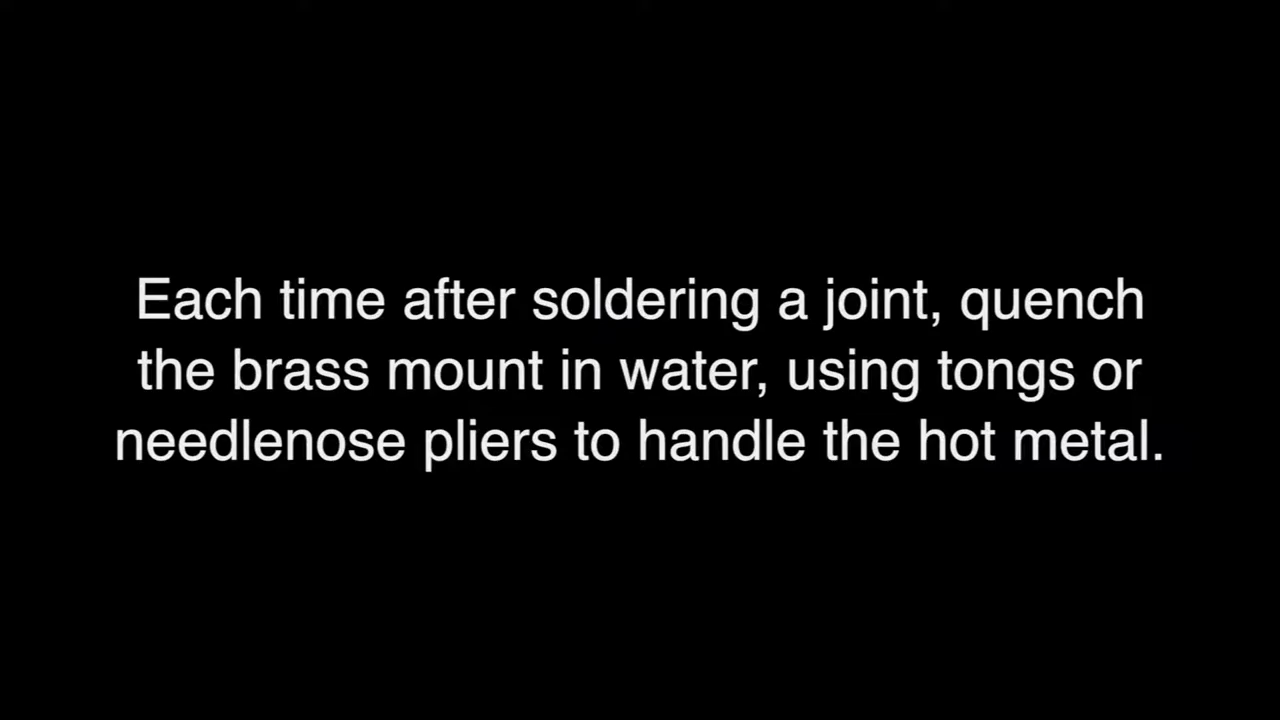 Each time after soldering a joint, quench
the brass mount in water, using tongs or
needlenose pliers to handle the hot metal.